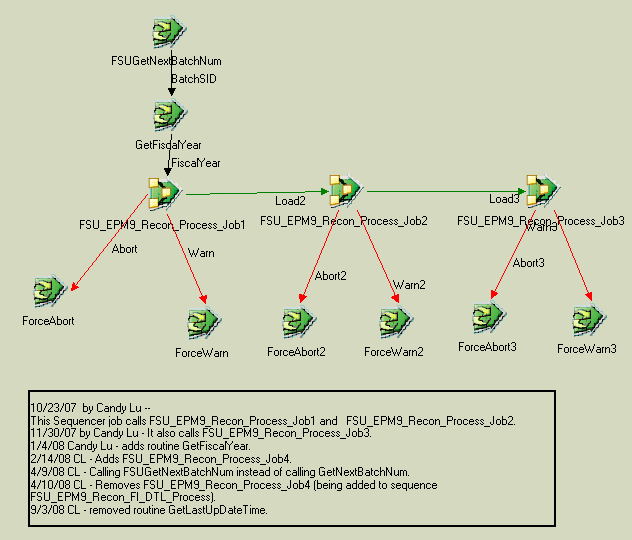 FSUGetNextBatchNum
BatchSID
GetFiscalYear
FiscalYear
Load2
Load3
FSU_EPM9_Recon_Process_Job1
FSU_EPM9_Recon_Process_Job2
FSU_EPM9_Recon_Process_Job3
Warn3
Abort
Warn
Abort2
Warn2
Abort3
ForceAbort
ForceWarn
ForceAbort2
ForceWarn2
ForceAbort3
ForceWarn3
10/23/07 by Candy Lu --
This Sequencer job calls FSU_EPM9_Recon_Process_Job1 and FSU_EPM9_Recon_Process_Job2.
11/30/07 by Candy Lu - It also calls FSU_EPM9_Recon_Process_Job3.
1/4/08 Candy Lu - adds routine GetFiscalYear.
2/14/08 CL - Adds FSU_EPM9_Recon_Process_Job4.
4/9/08 CL - Calling FSUGetNextBatchNum instead of calling GetNextBatchNum.
4/10/08 CL - Removes FSU_EPM9_Recon_Process_Job4 (being added to sequence
FSU_EPM9_Recon_FI_DTL_Process).
9/3/08 CL - removed routine GetLastUpDateTime.